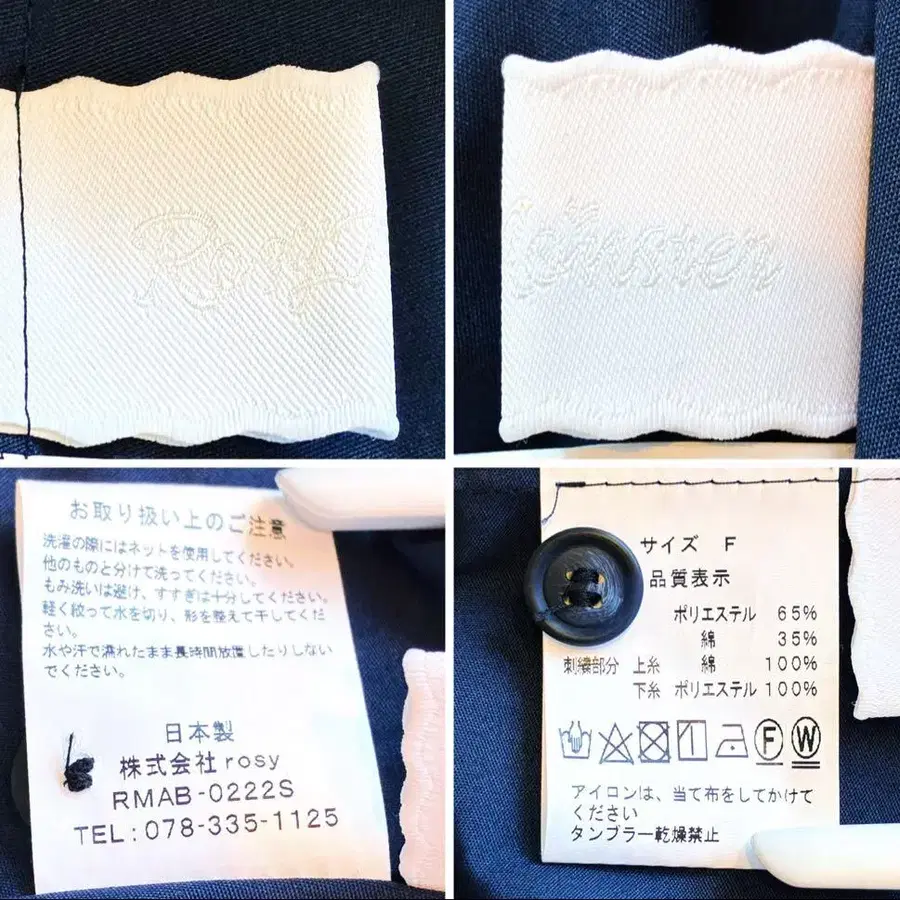 お取り扱い上のご注意
洗濯の際にはネットを使用してください。
他のものと分けて洗ってください。
もみ洗いは避け、すすぎは十分してください。
軽く絞って水を切り、形を整えて干してくださ
さい。
水や汗で濡れたまま長時間放置したりしない
でください。
日本製
株式会社rosy
RMAB-0222S
TEL:078-335-1125
サイズ F
品質表示
ポリエステル 65%
綿 35%
刺繍部分 上糸 綿 100%
下糸 ポリエステル 100%
F W
アイロンは、当て布をしてかけて
ください
タンブラー乾燥禁止